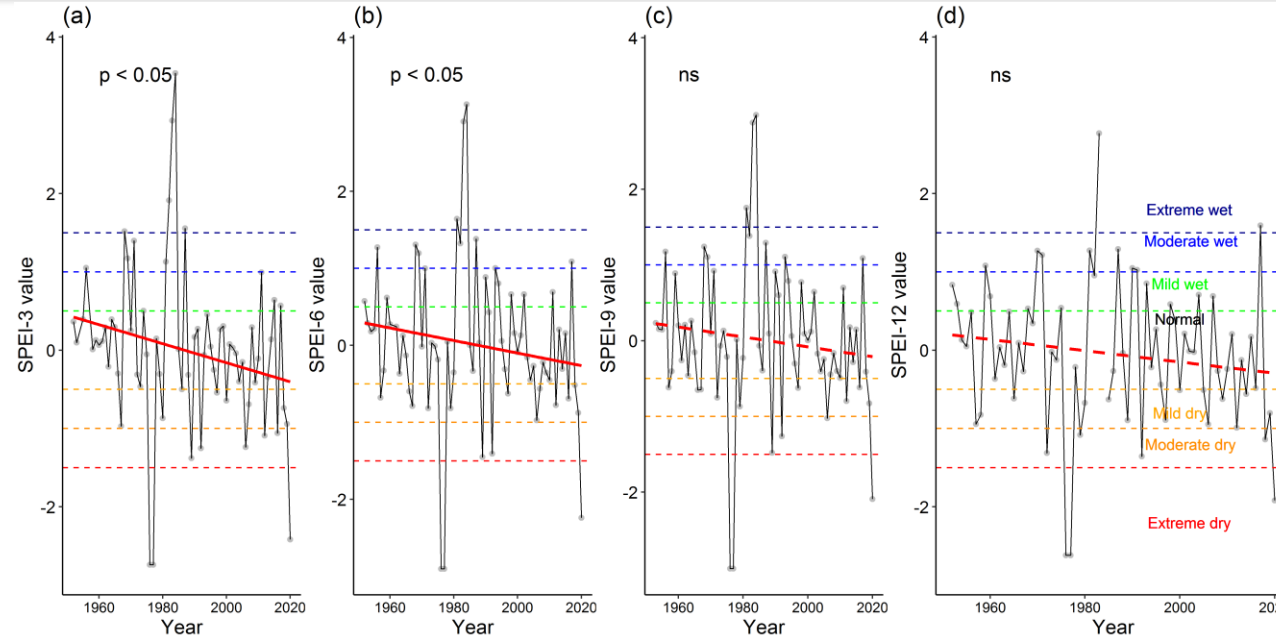 (a)
(b)
(c)
(d)
4
2
0
-2
SPEI-3 value
p < 0.05
1960
1980
2000
2020
Year
4
2
0
-2
SPEI-6 value
p < 0.05
1960
1980
2000
2020
Year
4
2
0
-2
SPEI-9 value
ns
1960
1980
2000
2020
Year
4
2
0
-2
SPEI-12 value
ns
Extreme wet
Moderate wet
Mild wet
Normal
Mild dry
Moderate dry
Extreme dry
1960
1980
2000
Year